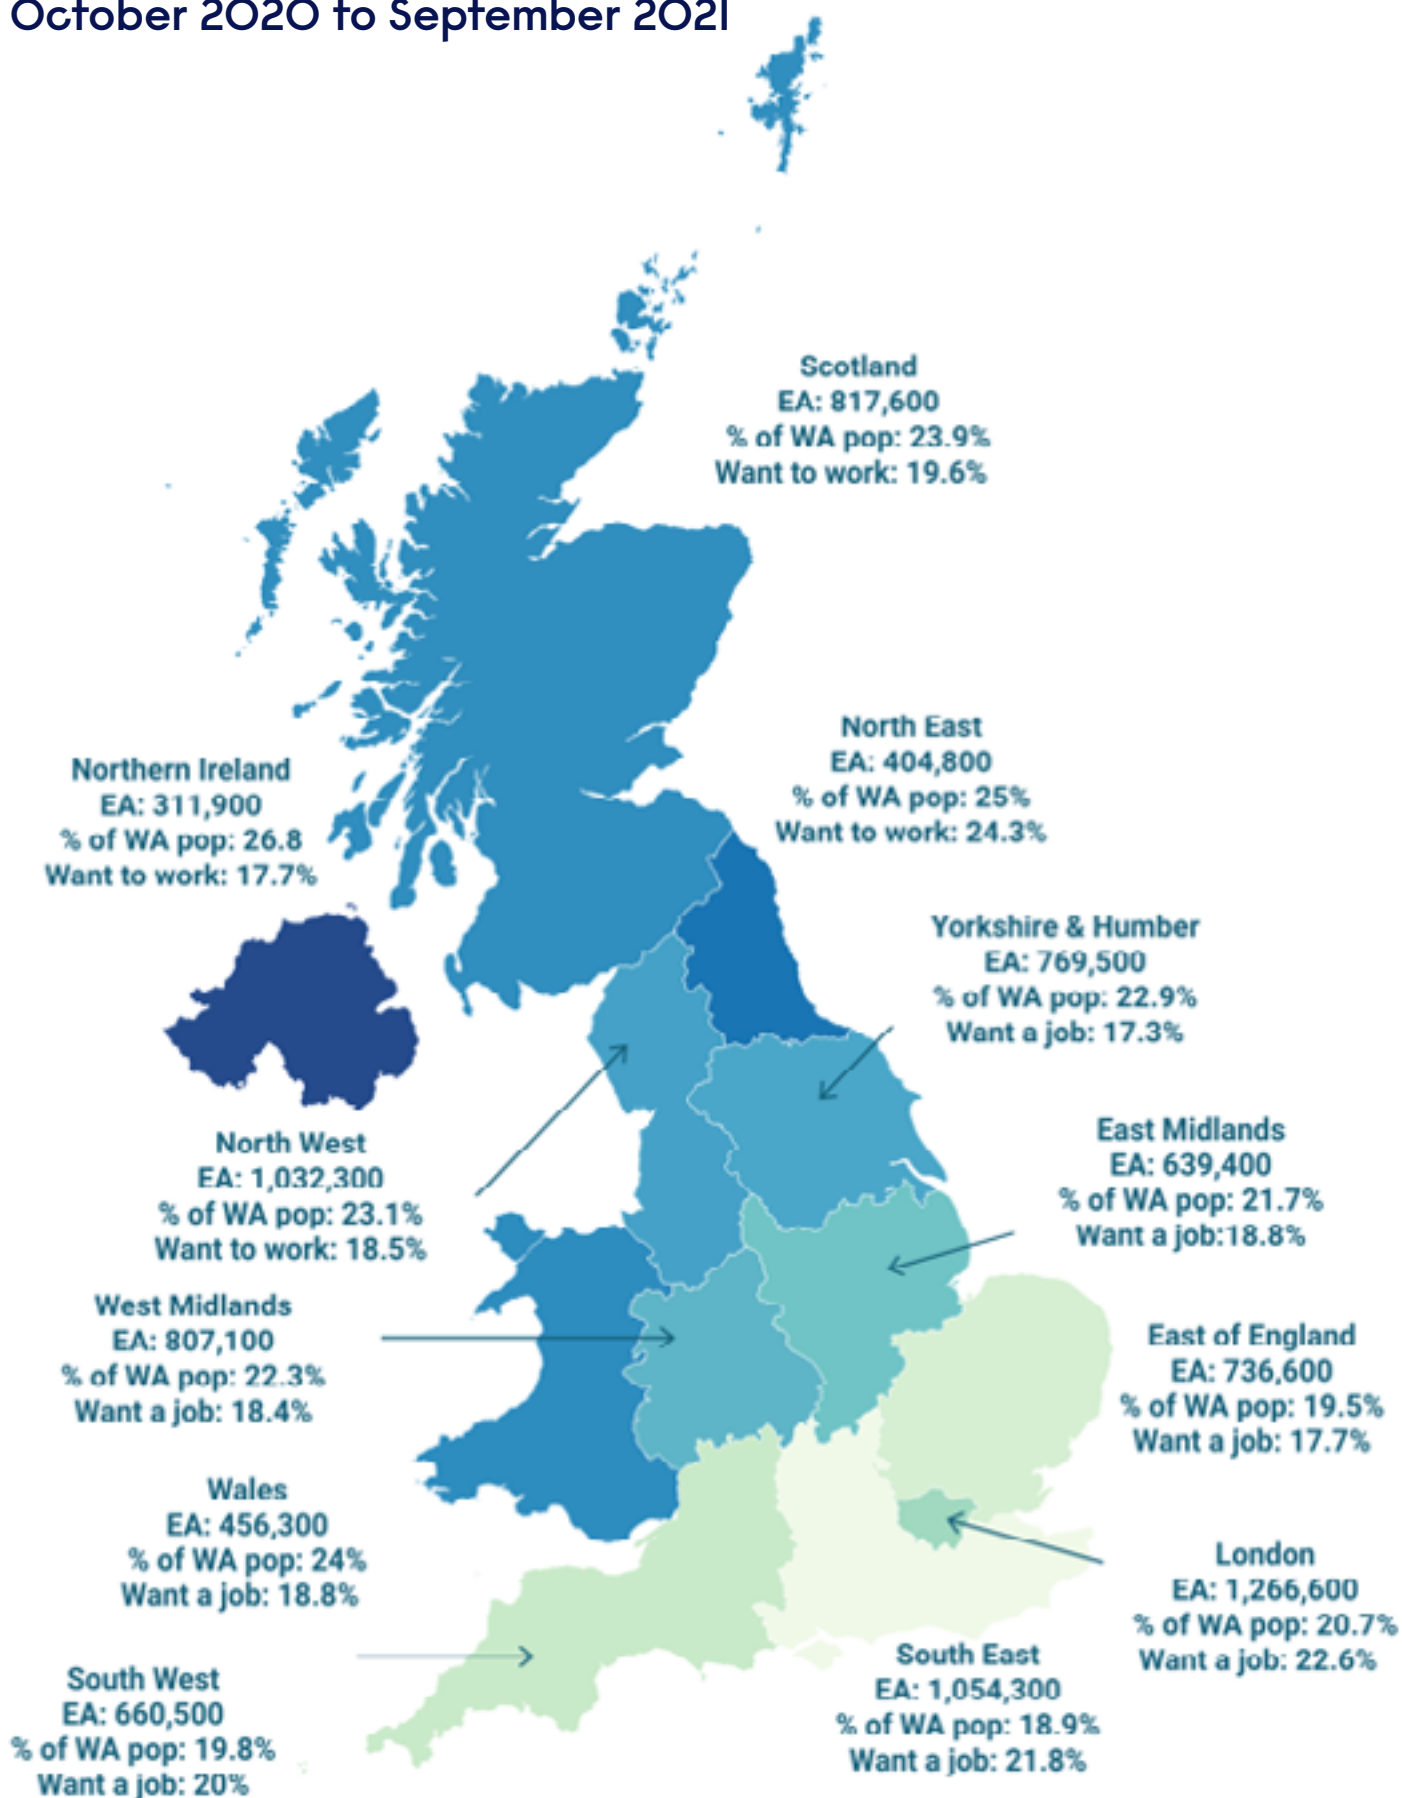 October 2020 to September 2021
Scotland
EA: 817,600
% of WA pop: 23.9%
Want to work: 19.6%
North East
EA: 404,800
% of WA pop: 25%
Want to work: 24.3%
Northern Ireland
EA: 311,900
% of WA pop: 26.8
Want to work: 17.7%
Yorkshire & Humber
EA: 769,500
% of WA pop: 22.9%
Want a job: 17.3%
North West
EA: 1,032,300
% of WA pop: 23.1%
Want to work: 18.5%
East Midlands
EA: 639,400
% of WA pop: 21.7%
Want a job:18.8%
West Midlands
EA: 807,100
% of WA pop: 22.3%
Want a job: 18.4%
East of England
EA: 736,600
% of WA pop: 19.5%
Want a job: 17.7%
Wales
EA: 456,300
% of WA pop: 24%
Want a job: 18.8%
London
EA: 1,266,600
% of WA pop: 20.7%
Want a job: 22.6%
South East
EA: 1,054,300
% of WA pop: 18.9%
Want a job: 21.8%
South West
EA: 660,500
% of WA pop: 19.8%
Want a job: 20%